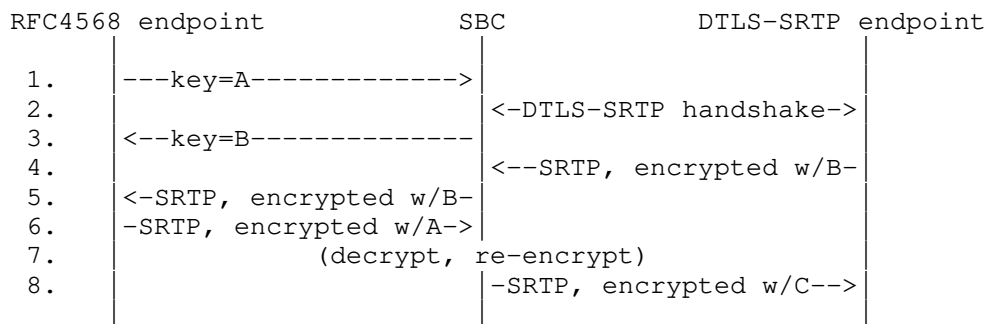 RFC4568 endpoint SBC DTLS-SRTP endpoint
1. |---key=A------------->|
2. |<-DTLS-SRTP handshake->|
3. |<--key=B--------------|
4. |<--SRTP, encrypted w/B-|
5. |<-SRTP, encrypted w/B-|
6. |-SRTP, encrypted w/A->|
7. (decrypt, re-encrypt)
8. |-SRTP, encrypted w/C-->|